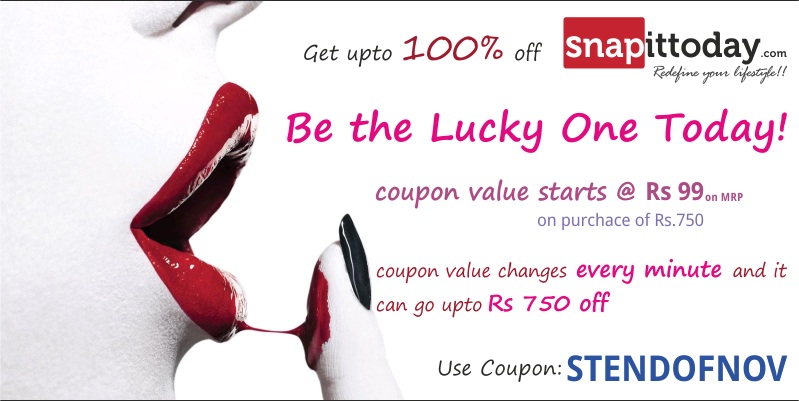 Get upto 100% off
snapittoday.com
Redefine your lifestyle!!
Be the Lucky One Today!
coupon value starts @ Rs 99 on MRP
on purchace of Rs.750
coupon value changes every minute and it
can go upto Rs 750 off
Use Coupon: STENDOFNOV